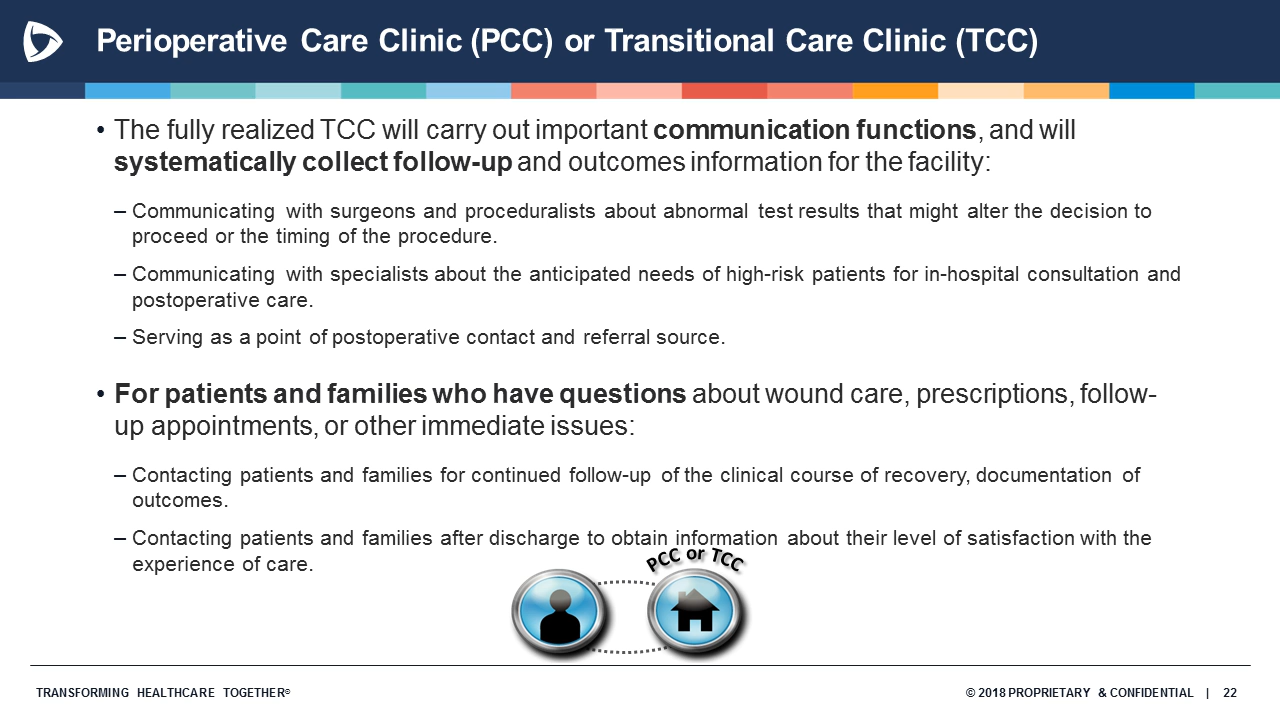 Perioperative Care Clinic (PCC) or Transitional Care Clinic (TCC)
• The fully realized TCC will carry out important communication functions, and will
systematically collect follow-up and outcomes information for the facility:
– Communicating with surgeons and proceduralists about abnormal test results that might alter the decision to
proceed or the timing of the procedure.
– Communicating with specialists about the anticipated needs of high-risk patients for in-hospital consultation and
postoperative care.
– Serving as a point of postoperative contact and referral source.
• For patients and families who have questions about wound care, prescriptions, follow-
up appointments, or other immediate issues:
– Contacting patients and families for continued follow-up of the clinical course of recovery, documentation of
outcomes.
– Contacting patients and families after discharge to obtain information about their level of satisfaction with the
experience of care.
PCC or TCC
TRANSFORMING HEALTHCARE TOGETHER®
© 2018 PROPRIETARY & CONFIDENTIAL | 22